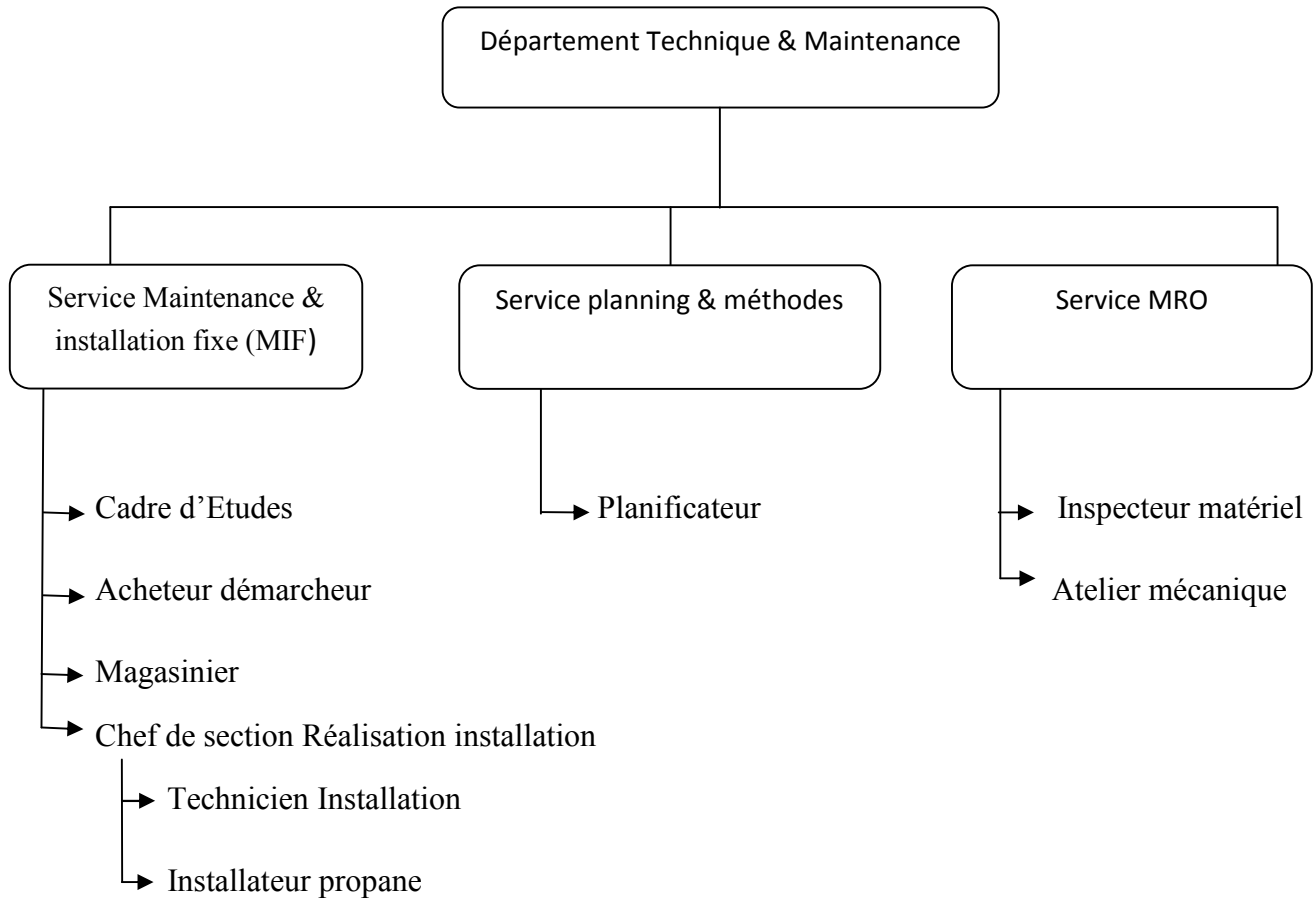 Département Technique & Maintenance
Service Maintenance &
installation fixe (MIF)
Service planning & méthodes
Service MRO
Cadre d’Etudes
Acheteur démarcheur
Magasinier
Chef de section Réalisation installation
Technicien Installation
Installateur propane
Planificateur
Inspecteur matériel
Atelier mécanique